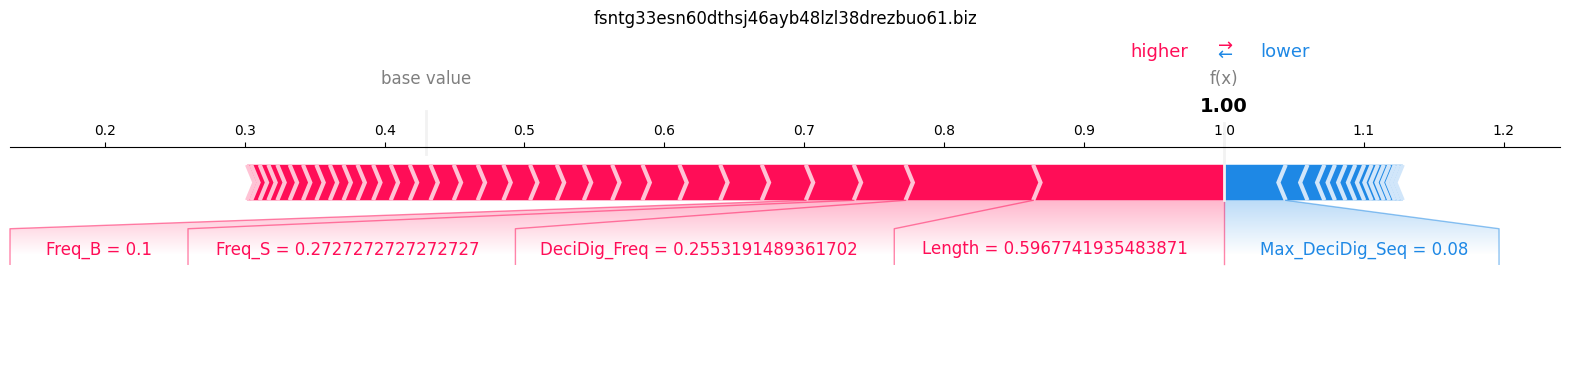 fsntg33esn60dthsj46ayb48lzl38drezbuo61.biz
higher ⇄ lower
base value f(x)
1.00
0.2 0.3 0.4 0.5 0.6 0.7 0.8 0.9 1.0 1.1 1.2
Freq_B = 0.1 Freq_S = 0.2727272727272727 DeciDig_Freq = 0.2553191489361702 Length = 0.5967741935483871 Max_DeciDig_Seq = 0.08